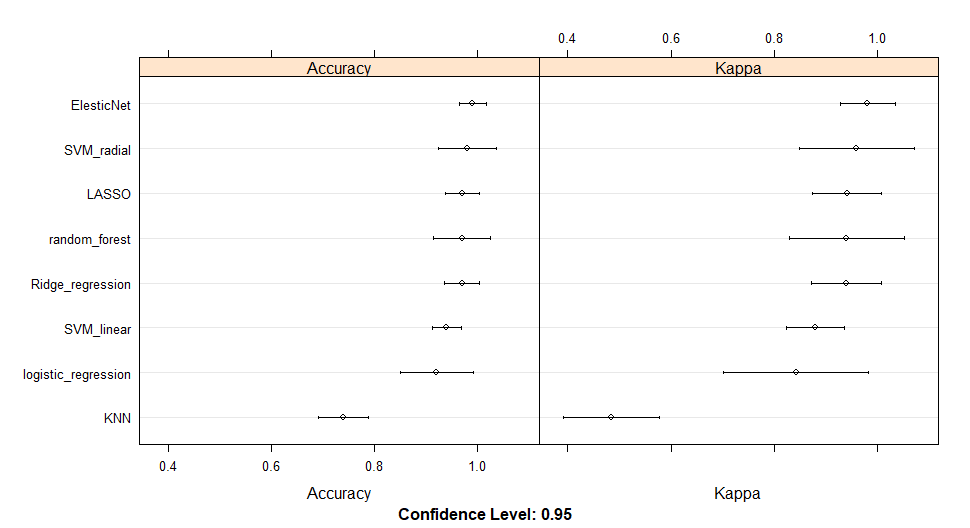 0.4 0.6 0.8 1.0
Accuracy Kappa
ElesticNet
SVM_radial
LASSO
random_forest
Ridge_regression
SVM_linear
logistic_regression
KNN
0.4 0.6 0.8 1.0
Accuracy Kappa
Confidence Level: 0.95